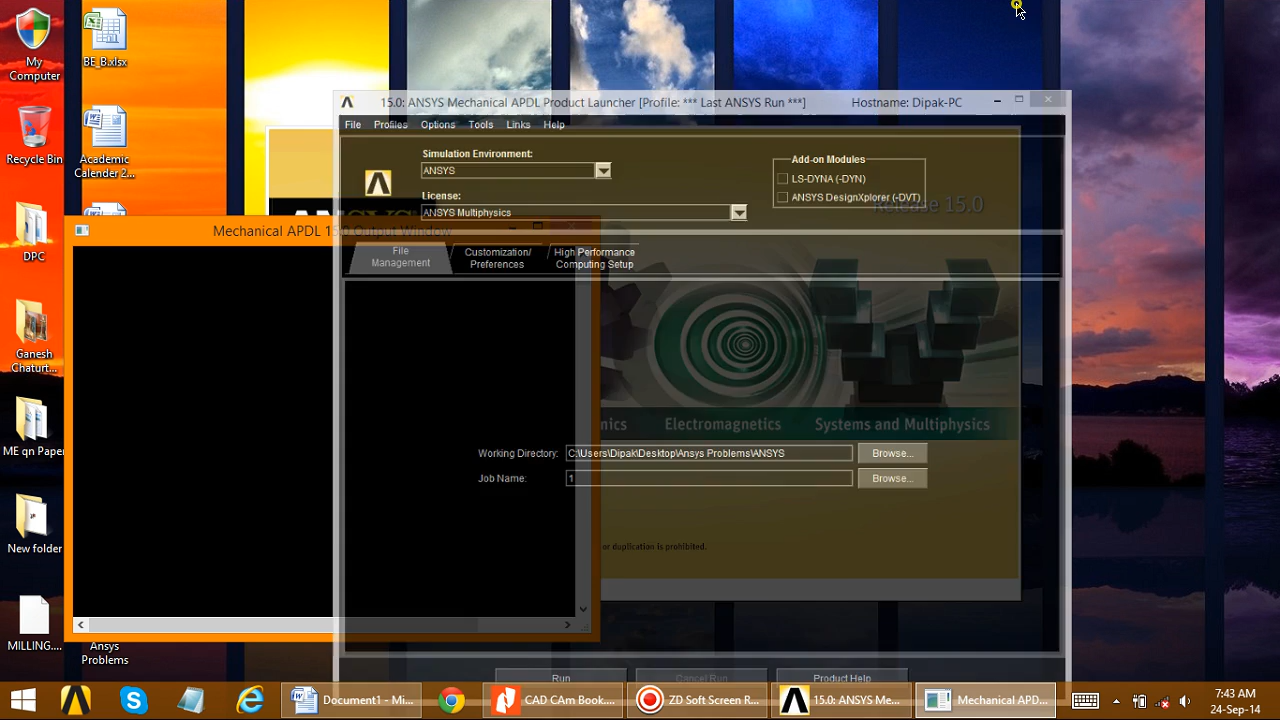 My
Computer
BE_B.xlsx
Recycle Bin
Academic
Calender 2...
DPC
Ganesh
Chaturt...
ME qn Paper
New folder
MILLING....
Ansys
Problems
15.0: ANSYS Mechanical APDL Product Launcher [Profile: *** Last ANSYS Run ***]
Hostname: Dipak-PC
File Profiles Options Tools Links Help
Simulation Environment:
ANSYS
License:
ANSYS Multiphysics
Add-on Modules
LS-DYNA (-DYN)
ANSYS DesignXplorer (-DVT)
Release 15.0
ANSYS
Mechanical APDL 15.0 Output Window
File
Management
Customization/
Preferences
High Performance
Computing Setup
Electromagnetics
Systems and Multiphysics
Working Directory: C:\Users\Dipak\Desktop\Ansys Problems\ANSYS Browse...
Job Name: 1 Browse...
or duplication is prohibited.
Run
Cancel Run
Product Help
Document1 - Mi...
CAD CAm Book....
ZD Soft Screen R...
15.0: ANSYS Me...
Mechanical APD...
7:43 AM
24-Sep-14